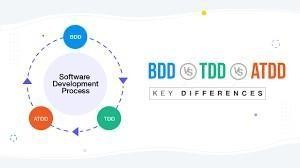 BDD
Software
Development
Process
ATDD
TDD
BDD VS TDD VS ATDD
KEY DIFFERENCES